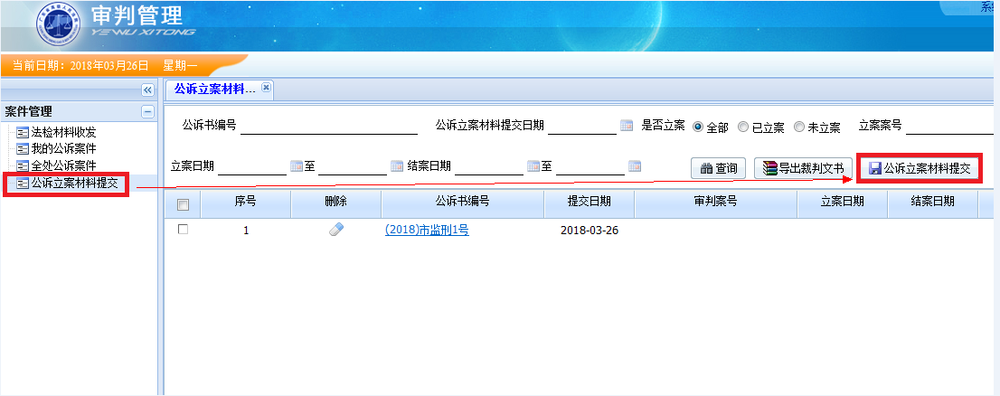 审判管理
YEWU XITONG
当前日期：2018年03月26日 星期一
案件管理
法检材料收发
我的公诉案件
全处公诉案件
公诉立案材料提交
公诉立案材料...
公诉书编号 公诉立案材料提交日期 是否立案 全部 已立案 未立案 立案案号
立案日期 至 结案日期 至 查询 导出裁判文书 公诉立案材料提交
序号 删除 公诉书编号 提交日期 审判案号 立案日期 结案日期
1 (2018)市监刑1号 2018-03-26